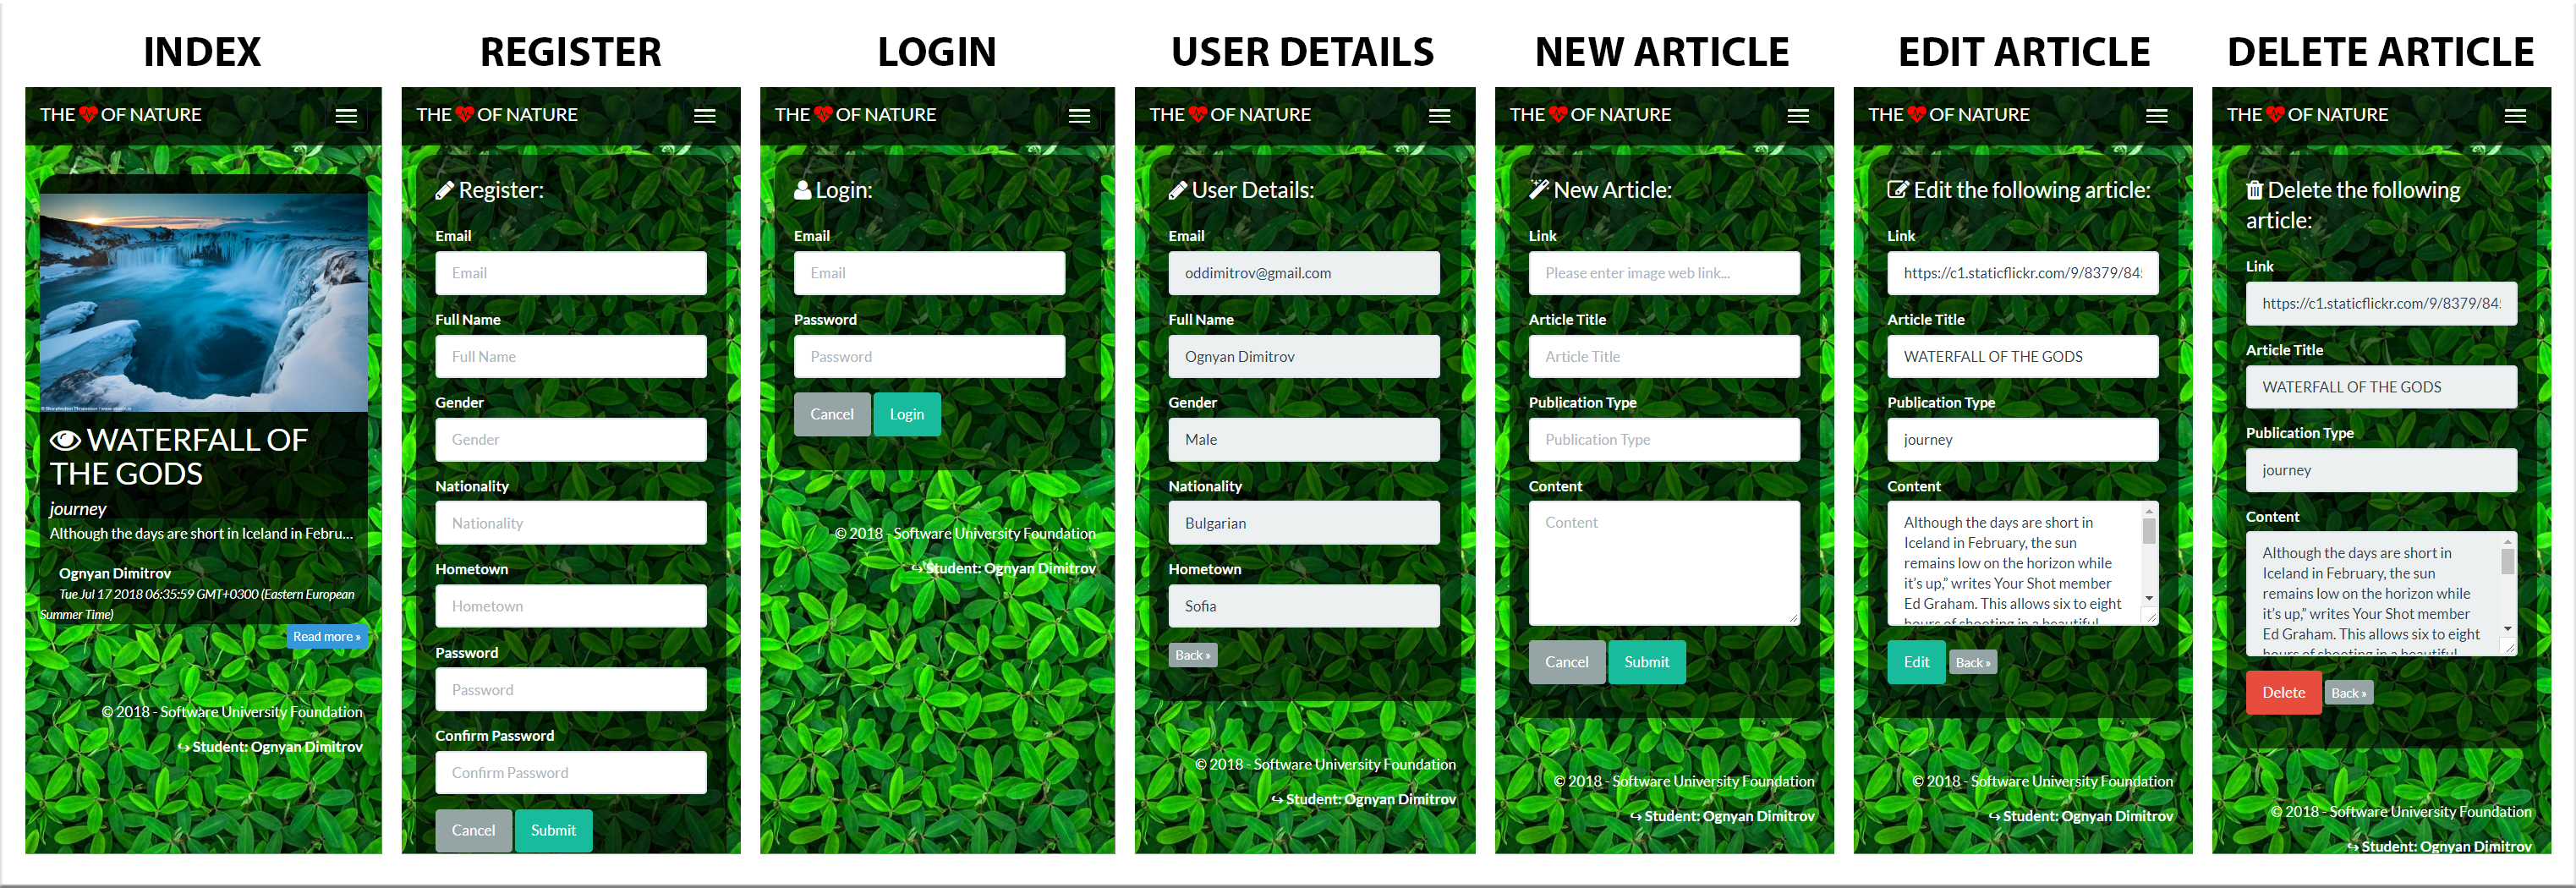 INDEX
THE OF NATURE
WATERFALL OF
THE GODS
journey
Although the days are short in Iceland in Febru...
Ognyan Dimitrov
Tue Jul 17 2018 06:35:59 GMT+0300 (Eastern European
Summer Time)
Read more »
© 2018 - Software University Foundation
↪ Student: Ognyan Dimitrov
REGISTER
THE OF NATURE
Register:
Email
Email
Full Name
Full Name
Gender
Gender
Nationality
Nationality
Hometown
Hometown
Password
Password
Confirm Password
Confirm Password
Cancel Submit
LOGIN
THE OF NATURE
Login:
Email
Email
Password
Password
Cancel Login
© 2018 - Software University Foundation
↪ Student: Ognyan Dimitrov
USER DETAILS
THE OF NATURE
User Details:
Email
oddimitrov@gmail.com
Full Name
Ognyan Dimitrov
Gender
Male
Nationality
Bulgarian
Hometown
Sofia
Back »
© 2018 - Software University Foundation
↪ Student: Ognyan Dimitrov
NEW ARTICLE
THE OF NATURE
New Article:
Link
Please enter image web link...
Article Title
Article Title
Publication Type
Publication Type
Content
Content
Cancel Submit
© 2018 - Software University Foundation
↪ Student: Ognyan Dimitrov
EDIT ARTICLE
THE OF NATURE
Edit the following article:
Link
https://c1.staticflickr.com/9/8379/84
Article Title
WATERFALL OF THE GODS
Publication Type
journey
Content
Although the days are short in
Iceland in February, the sun
remains low on the horizon while
it's up,” writes Your Shot member
Ed Graham. This allows six to eight
hours of shooting in a beautiful
Edit Back »
© 2018 - Software University Foundation
↪ Student: Ognyan Dimitrov
DELETE ARTICLE
THE OF NATURE
Delete the following
article:
Link
https://c1.staticflickr.com/9/8379/84
Article Title
WATERFALL OF THE GODS
Publication Type
journey
Content
Although the days are short in
Iceland in February, the sun
remains low on the horizon while
it's up,” writes Your Shot member
Ed Graham. This allows six to eight
hours of shooting in a beautiful
Delete Back »
© 2018 - Software University Foundation
↪ Student: Ognyan Dimitrov